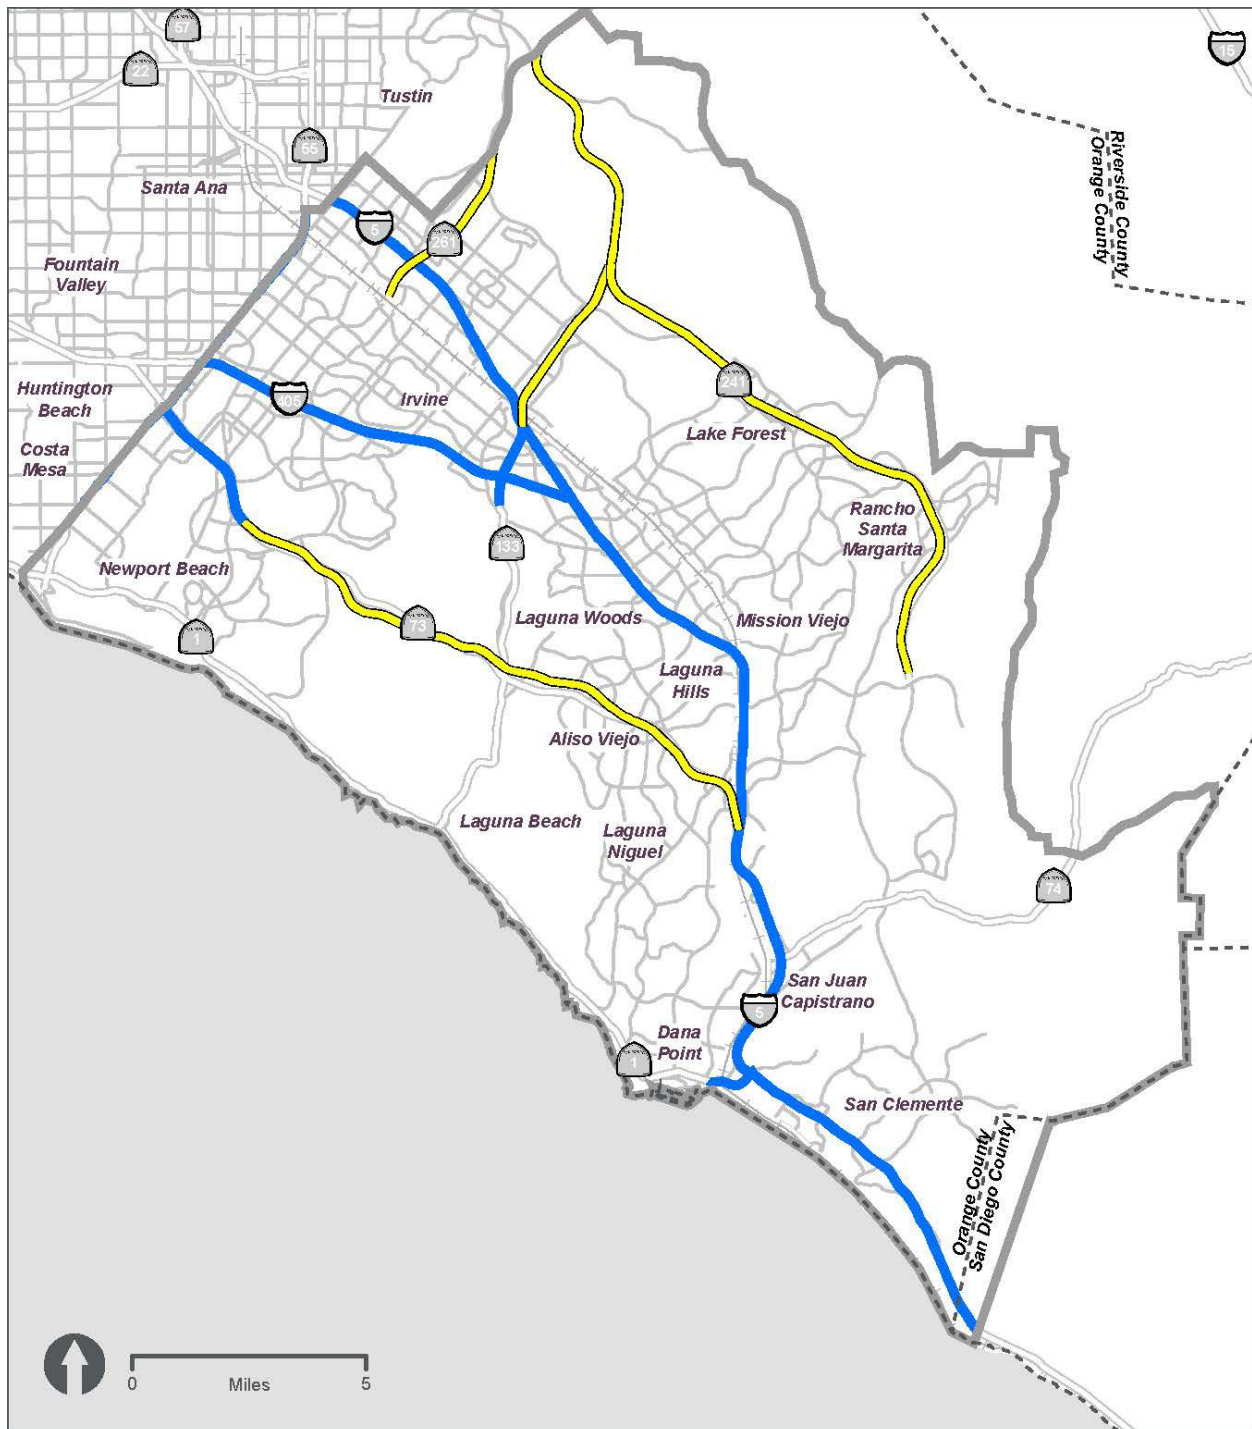 57
22
15
Tustin
55
Riverside County
Orange County
Santa Ana
5
261
Fountain
Valley
241
Huntington
Beach
405
Irvine
Lake Forest
Costa
Mesa
Rancho
Santa
Margarita
133
Newport Beach
Laguna Woods
Mission Viejo
73
1
Laguna
Hills
Aliso Viejo
Laguna Beach
Laguna
Niguel
74
San Juan
Capistrano
5
Dana
Point
1
San Clemente
Orange County
San Diego County
0
Miles
5